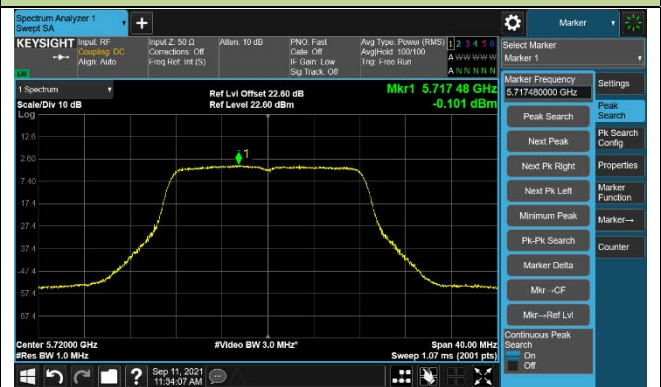 Spectrum Analyzer 1
Swept SA
+
Marker
KEYSIGHT
Input: RF
Coupling: DC
Align: Auto
Input Z: 50 Ω
Corrections: Off
Freq Ref: Int (S)
Atten: 10 dB
PNO: Fast
Gate: Off
IF Gain: Low
Sig Track: Off
Avg Type: Power (RMS)
Avg|Hold: 100/100
Trig: Free Run
1 2 3 4 5 6
A W W W W W
A N N N N N
LXI
Select Marker
Marker 1
1 Spectrum
Scale/Div 10 dB
Log
Ref Lvl Offset 22.60 dB
Ref Level 22.60 dBm
Mkr1 5.717 48 GHz
-0.101 dBm
12.6
2.60
-7.40
-17.4
-27.4
-37.4
-47.4
-57.4
-67.4
1
Center 5.72000 GHz
#Res BW 1.0 MHz
#Video BW 3.0 MHz*
Span 40.00 MHz
Sweep 1.07 ms (2001 pts)
Marker Frequency
5.717480000 GHz
Peak Search
Next Peak
Next Pk Right
Next Pk Left
Minimum Peak
Pk-Pk Search
Marker Delta
Mkr→CF
Mkr→Ref Lvl
Continuous Peak
Search
On
Off
Settings
Peak
Search
Pk Search
Config
Properties
Marker
Function
Marker→
Counter
?
Sep 11, 2021
11:34:07 AM